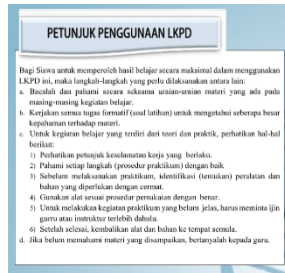 PETUNJUK PENGGUNAAN LKPD
Bagi Siswa untuk memperoleh hasil belajar secara maksimal dalam menggunakan
LKPD ini, maka langkah-langkah yang perlu dilaksanakan antara lain:
a. Bacalah dan pahami secara seksama uraian-uraian materi yang ada pada
masing-masing kegiatan belajar.
b. Kerjakan semua tugas formatif (soal latihan) untuk mengetahui seberapa besar
kepahaman terhadap materi.
c. Untuk kegiatan belajar yang terdiri dari teori dan praktik, perhatikan hal-hal
berikut:
1) Perhatikan petunjuk keselamatan kerja yang berlaku.
2) Pahami setiap langkah (prosedur praktikum) dengan baik
3) Sebelum melaksanakan praktikum, identifikasi (tentukan) peralatan dan
bahan yang diperlukan dengan cermat.
4) Gunakan alat sesuai prosedur pemakaian dengan benar.
5) Untuk melakukan kegiatan praktikum yang belum jelas, harus meminta ijin
guru atau instruktur terlebih dahulu.
6) Setelah selesai, kembalikan alat dan bahan ke tempat semula.
d. Jika belum memahami materi yang disampaikan, bertanyalah kepada guru.